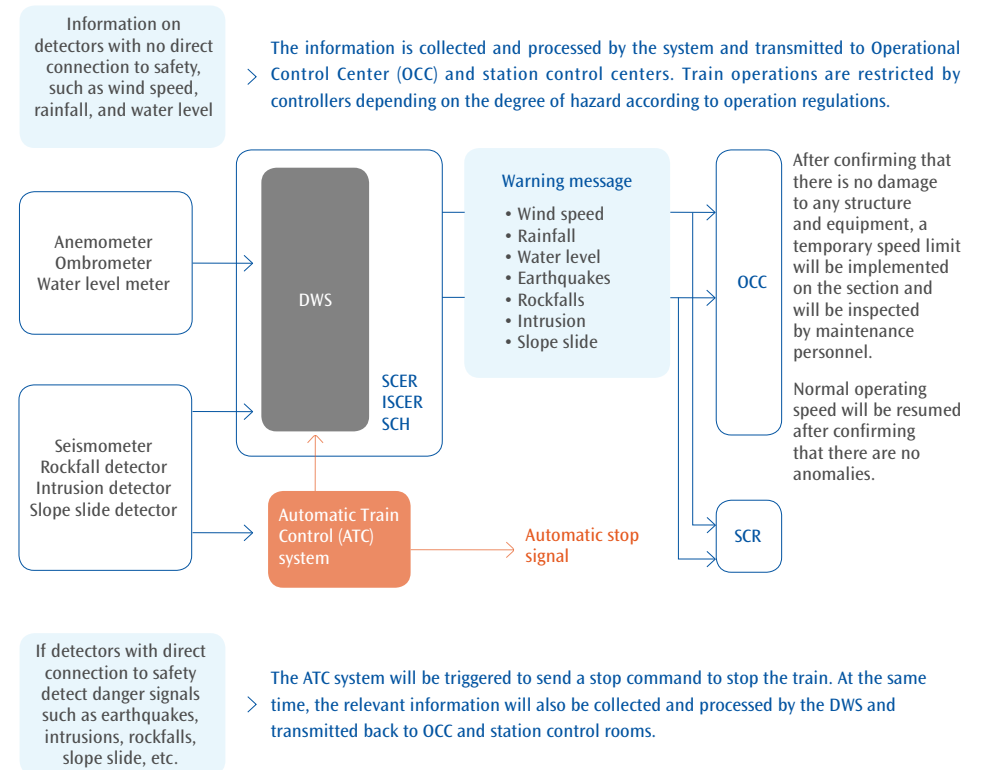 Information on
detectors with no direct
connection to safety,
such as wind speed,
rainfall, and water level
The information is collected and processed by the system and transmitted to Operational
Control Center (OCC) and station control centers. Train operations are restricted by
controllers depending on the degree of hazard according to operation regulations.
Anemometer
Ombrometer
Water level meter
Seismometer
Rockfall detector
Intrusion detector
Slope slide detector
DWS
SCER
ISCER
SCH
Automatic Train
Control (ATC)
system
Automatic stop
signal
Warning message
• Wind speed
• Rainfall
• Water level
• Earthquakes
• Rockfalls
• Intrusion
• Slope slide
OCC
SCR
After confirming that
there is no damage
to any structure
and equipment, a
temporary speed limit
will be implemented
on the section and
will be inspected
by maintenance
personnel.
Normal operating
speed will be resumed
after confirming
that there are no
anomalies.
If detectors with direct
connection to safety
detect danger signals
such as earthquakes,
intrusions, rockfalls,
slope slide, etc.
The ATC system will be triggered to send a stop command to stop the train. At the same
time, the relevant information will also be collected and processed by the DWS and
transmitted back to OCC and station control rooms.